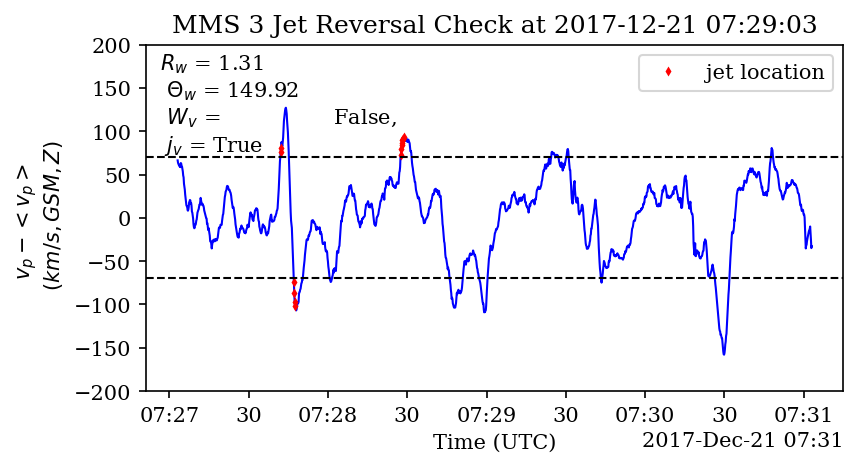 MMS 3 Jet Reversal Check at 2017-12-21 07:29:03
R_w = 1.31
Θ_w = 149.92
W_v = False,
j_v = True
jet location
v_p − < v_p >
(km/s, GSM, Z)
200
150
100
50
0
−50
−100
−150
−200
07:27 30 07:28 30 07:29 30 07:30 30 07:31
Time (UTC)
2017-Dec-21 07:31